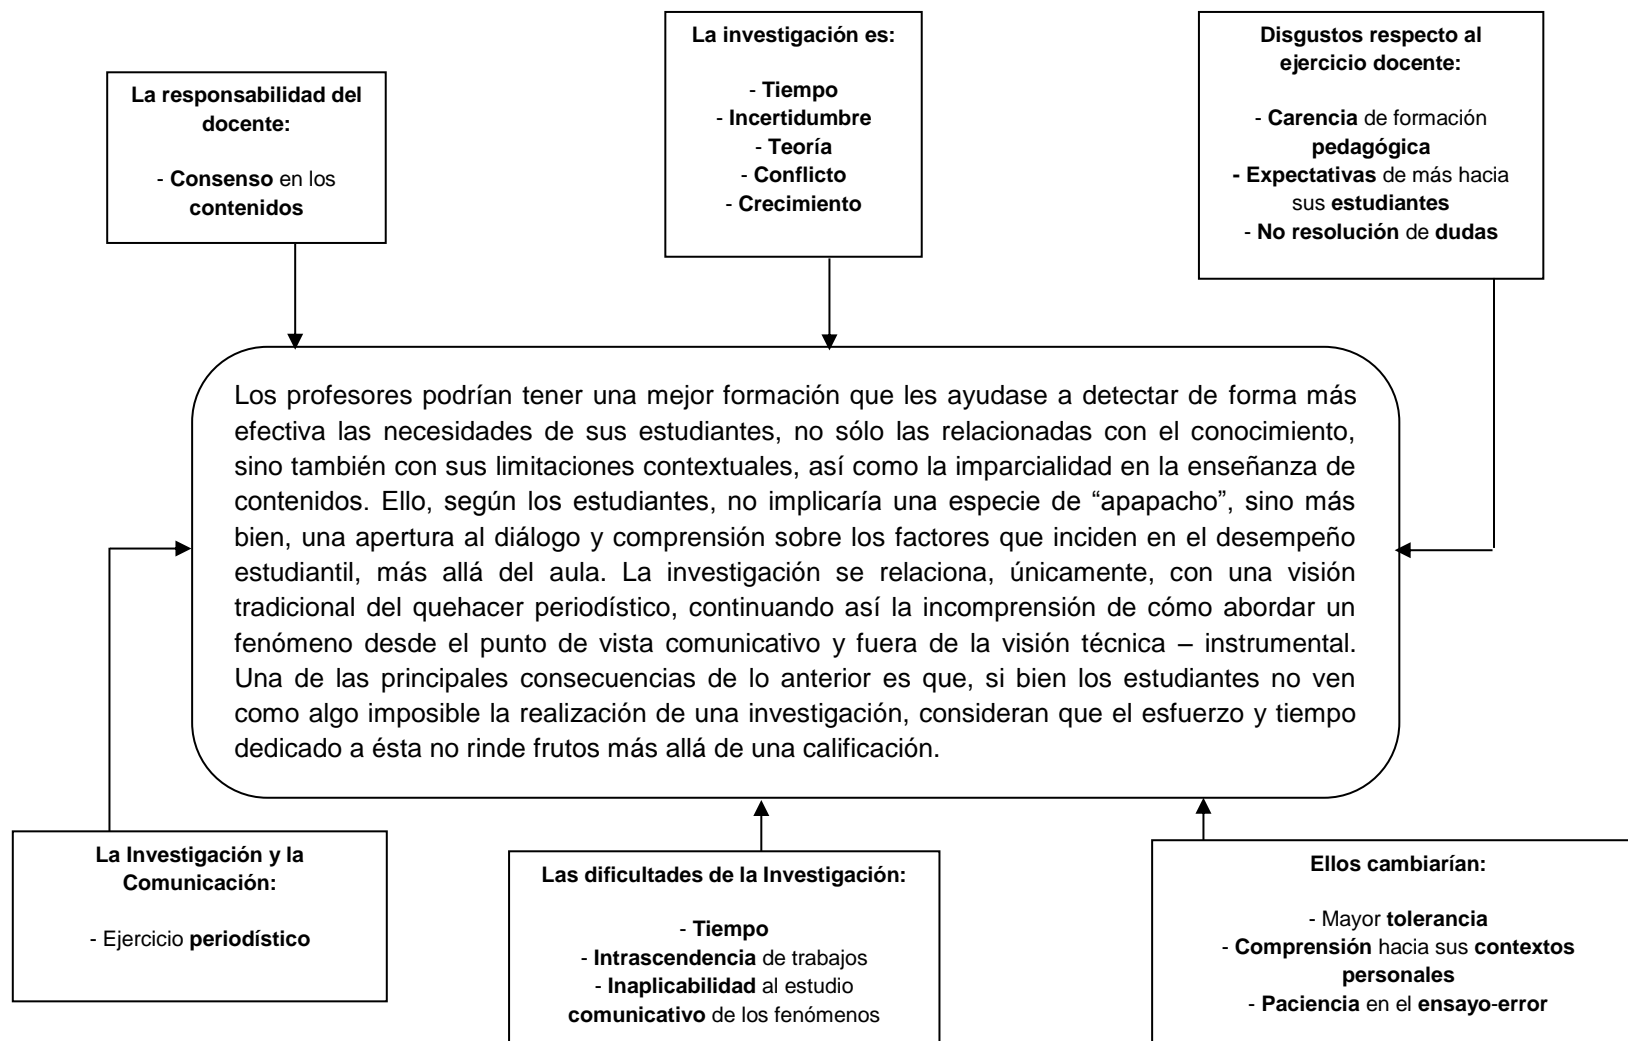 La responsabilidad del
docente:
- Consenso en los
contenidos
La investigación es:
- Tiempo
- Incertidumbre
- Teoría
- Conflicto
- Crecimiento
Disgustos respecto al
ejercicio docente:
- Carencia de formación
pedagógica
- Expectativas de más hacia
sus estudiantes
- No resolución de dudas
Los profesores podrían tener una mejor formación que les ayudase a detectar de forma más
efectiva las necesidades de sus estudiantes, no sólo las relacionadas con el conocimiento,
sino también con sus limitaciones contextuales, así como la imparcialidad en la enseñanza de
contenidos. Ello, según los estudiantes, no implicaría una especie de “apapacho”, sino más
bien, una apertura al diálogo y comprensión sobre los factores que inciden en el desempeño
estudiantil, más allá del aula. La investigación se relaciona, únicamente, con una visión
tradicional del quehacer periodístico, continuando así la incomprensión de cómo abordar un
fenómeno desde el punto de vista comunicativo y fuera de la visión técnica – instrumental.
Una de las principales consecuencias de lo anterior es que, si bien los estudiantes no ven
como algo imposible la realización de una investigación, consideran que el esfuerzo y tiempo
dedicado a ésta no rinde frutos más allá de una calificación.
La Investigación y la
Comunicación:
- Ejercicio periodístico
Las dificultades de la Investigación:
- Tiempo
- Intrascendencia de trabajos
- Inaplicabilidad al estudio
comunicativo de los fenómenos
Ellos cambiarían:
- Mayor tolerancia
- Comprensión hacia sus contextos
personales
- Paciencia en el ensayo-error